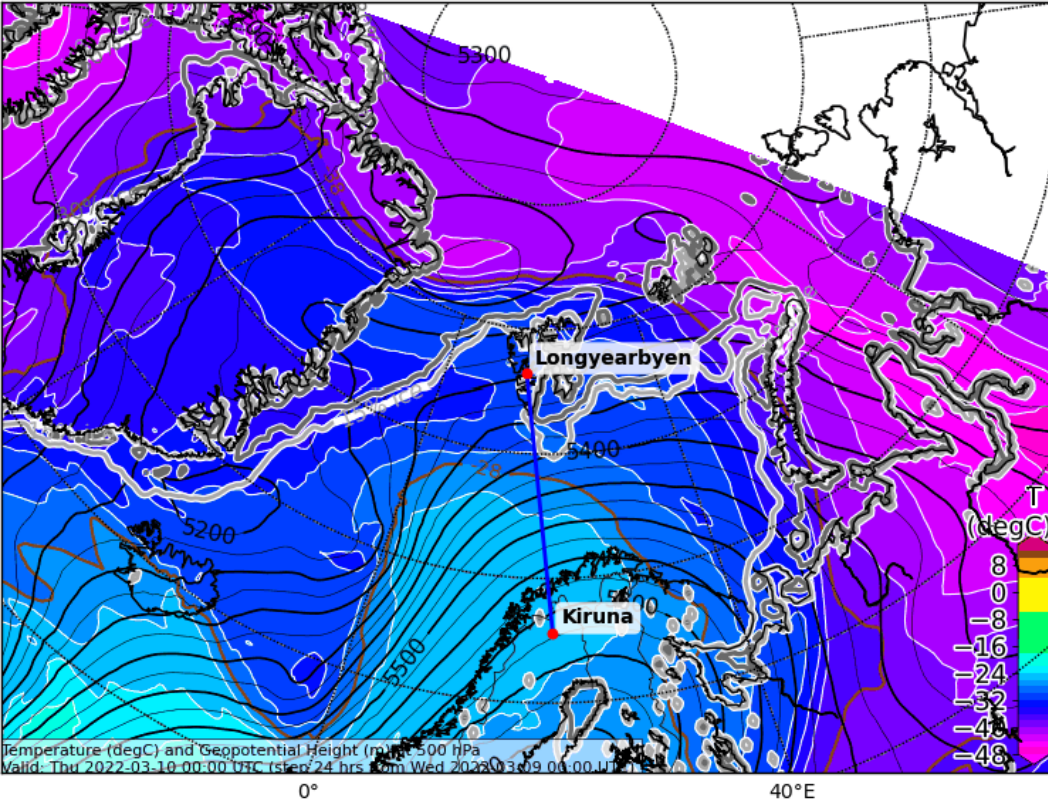 5300
-38
Longyearbyen
5400
-28
5200
T
(degC)
8
0
−8
−16
−24
−32
−48
Kiruna
5500
Temperature (degC) and Geopotential Height (m) at 500 hPa
Valid: Thu 2022-03-10 00:00 UTC (step 24 hrs from Wed 2022-03-09 00:00 UTC)
0°
40°E